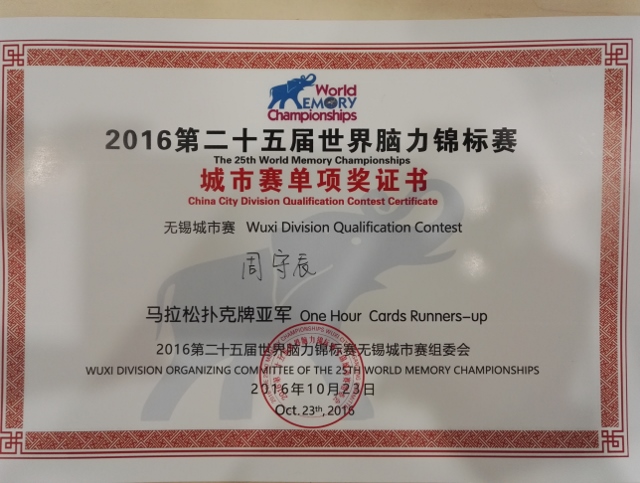 World
MEMORY
Championships
2016第二十五届世界脑力锦标赛
The 25th World Memory Championships
城市赛单项奖证书
China City Division Qualification Contest Certificate
无锡城市赛 Wuxi Division Qualification Contest
周守辰
马拉松扑克牌亚军 One Hour Cards Runners-up
2016第二十五届世界脑力锦标赛无锡城市赛组委会
WUXI DIVISION ORGANIZING COMMITTEE OF THE 25TH WORLD MEMORY CHAMPIONSHIPS
2016年10月23日
Oct. 23th, 2016